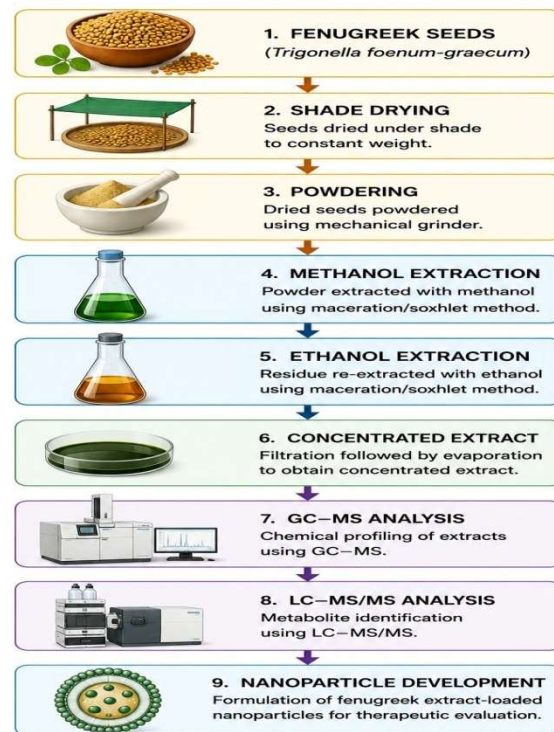 1. FENUGREEK SEEDS
(Trigonella foenum-graecum)
2. SHADE DRYING
Seeds dried under shade
to constant weight.
3. POWDERING
Dried seeds powdered
using mechanical grinder.
4. METHANOL EXTRACTION
Powder extracted with methanol
using maceration/soxhlet method.
5. ETHANOL EXTRACTION
Residue re-extracted with ethanol
using maceration/soxhlet method.
6. CONCENTRATED EXTRACT
Filtration followed by evaporation
to obtain concentrated extract.
7. GC–MS ANALYSIS
Chemical profiling of extracts
using GC–MS.
8. LC–MS/MS ANALYSIS
Metabolite identification
using LC–MS/MS.
9. NANOPARTICLE DEVELOPMENT
Formulation of fenugreek extract-loaded
nanoparticles for therapeutic evaluation.